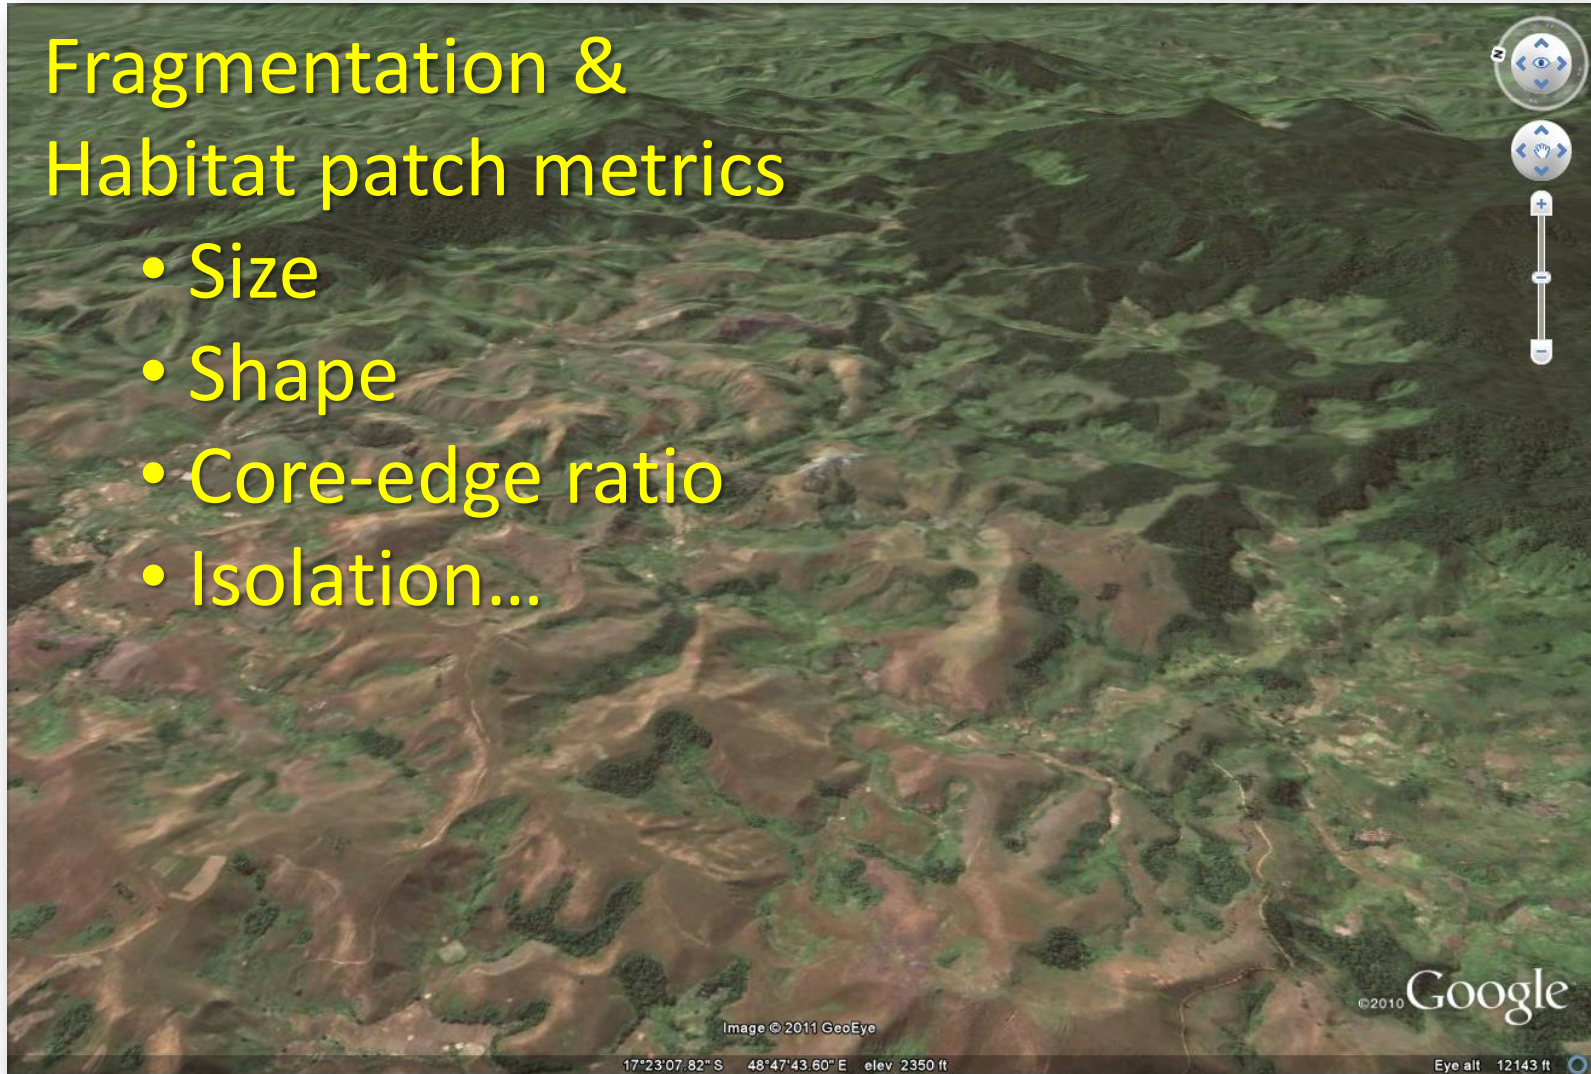 Fragmentation &
Habitat patch metrics
• Size
• Shape
• Core-edge ratio
• Isolation...
N
©2010 Google
Image © 2011 GeoEye
17°23'07.82" S 48°47'43.60" E elev 2350 ft Eye alt 12143 ft